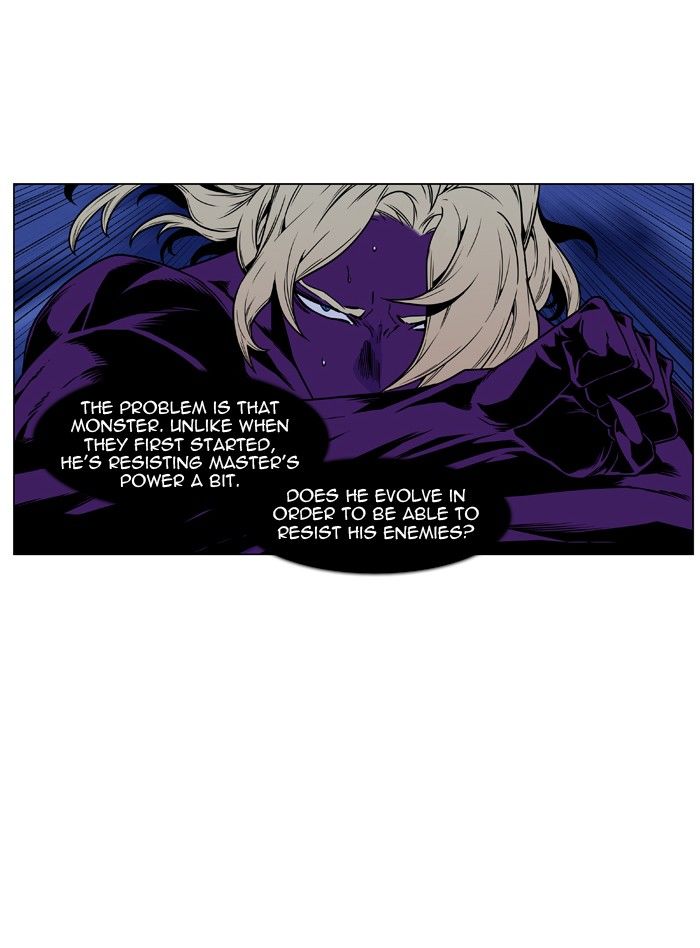 THE PROBLEM IS THAT
MONSTER. UNLIKE WHEN
THEY FIRST STARTED,
HE'S RESISTING MASTER'S
POWER A BIT.
DOES HE EVOLVE IN
ORDER TO BE ABLE TO
RESIST HIS ENEMIES?